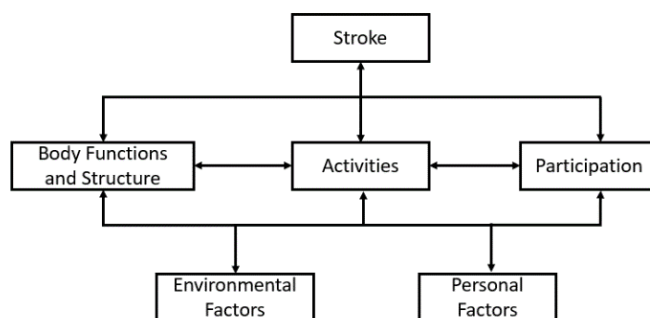 Stroke
Body Functions
and Structure
Activities
Participation
Environmental
Factors
Personal
Factors